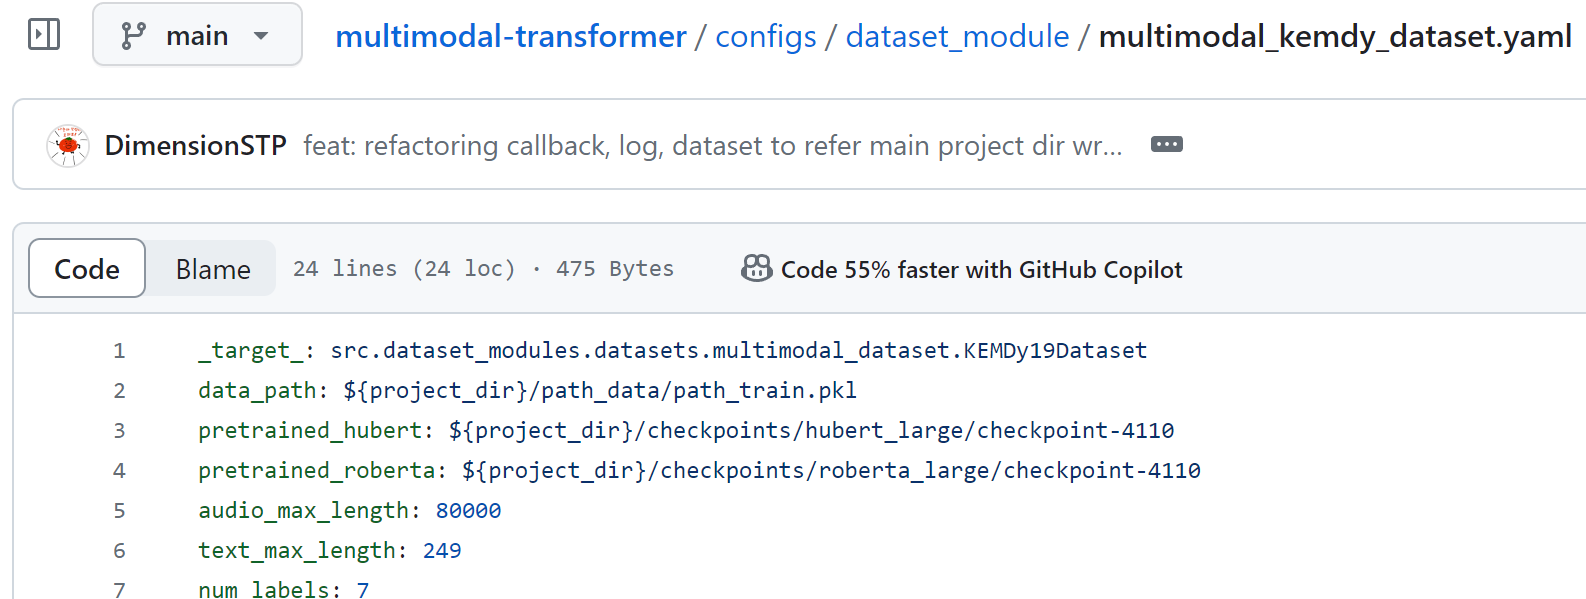 main
multimodal-transformer / configs / dataset_module / multimodal_kemdy_dataset.yaml
DimensionSTP feat: refactoring callback, log, dataset to refer main project dir wr...
Code Blame 24 lines (24 loc) · 475 Bytes Code 55% faster with GitHub Copilot
1 _target_: src.dataset_modules.datasets.multimodal_dataset.KEMDy19Dataset
2 data_path: ${project_dir}/path_data/path_train.pkl
3 pretrained_hubert: ${project_dir}/checkpoints/hubert_large/checkpoint-4110
4 pretrained_roberta: ${project_dir}/checkpoints/roberta_large/checkpoint-4110
5 audio_max_length: 80000
6 text_max_length: 249
7 num_labels: 7